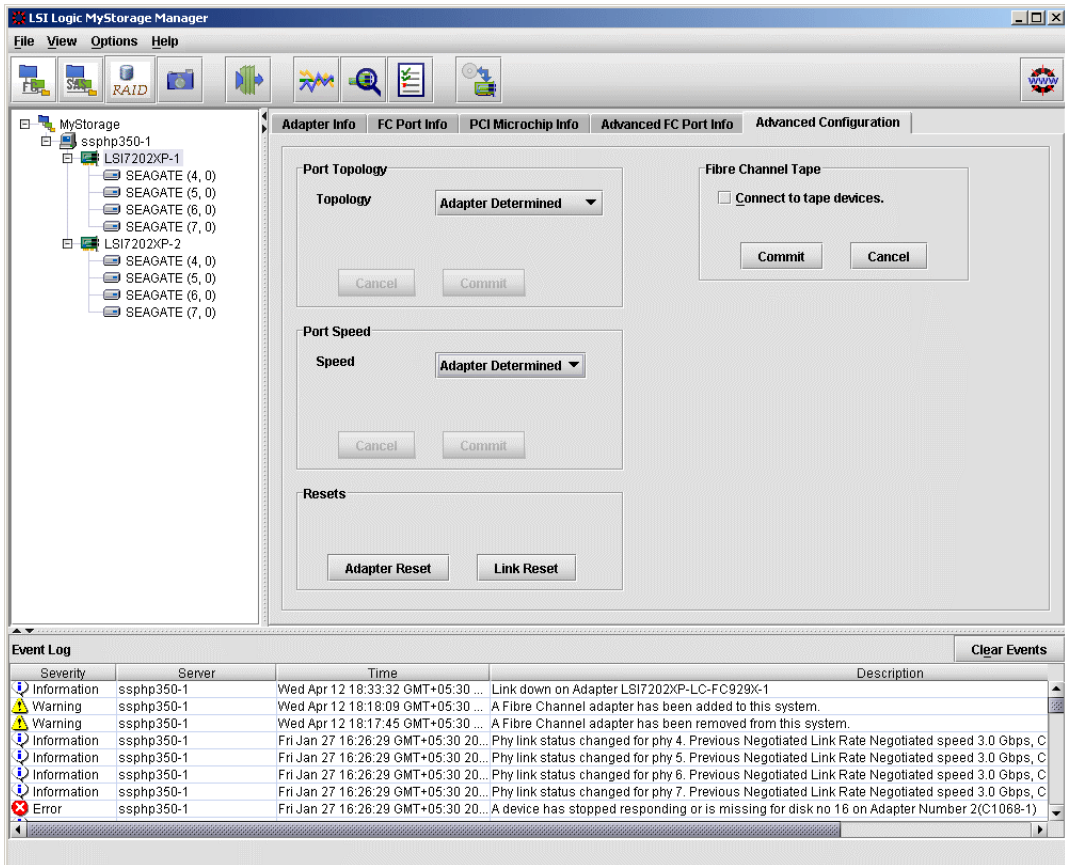 LSI Logic MyStorage Manager
File View Options Help
FC SAS RAID WWW
MyStorage
ssphp350-1
LSI7202XP-1
SEAGATE (4, 0)
SEAGATE (5, 0)
SEAGATE (6, 0)
SEAGATE (7, 0)
LSI7202XP-2
SEAGATE (4, 0)
SEAGATE (5, 0)
SEAGATE (6, 0)
SEAGATE (7, 0)
Adapter Info FC Port Info PCI Microchip Info Advanced FC Port Info Advanced Configuration
Port Topology
Topology Adapter Determined
Cancel Commit
Port Speed
Speed Adapter Determined
Cancel Commit
Resets
Adapter Reset Link Reset
Fibre Channel Tape
Connect to tape devices.
Commit Cancel
Event Log Clear Events
Severity Server Time Description
Information ssphp350-1 Wed Apr 12 18:33:32 GMT+05:30 ... Link down on Adapter LSI7202XP-LC-FC929X-1
Warning ssphp350-1 Wed Apr 12 18:18:09 GMT+05:30 ... A Fibre Channel adapter has been added to this system.
Warning ssphp350-1 Wed Apr 12 18:17:45 GMT+05:30 ... A Fibre Channel adapter has been removed from this system.
Information ssphp350-1 Fri Jan 27 16:26:29 GMT+05:30 20... Phy link status changed for phy 4. Previous Negotiated Link Rate Negotiated speed 3.0 Gbps, C
Information ssphp350-1 Fri Jan 27 16:26:29 GMT+05:30 20... Phy link status changed for phy 5. Previous Negotiated Link Rate Negotiated speed 3.0 Gbps, C
Information ssphp350-1 Fri Jan 27 16:26:29 GMT+05:30 20... Phy link status changed for phy 6. Previous Negotiated Link Rate Negotiated speed 3.0 Gbps, C
Information ssphp350-1 Fri Jan 27 16:26:29 GMT+05:30 20... Phy link status changed for phy 7. Previous Negotiated Link Rate Negotiated speed 3.0 Gbps, C
Error ssphp350-1 Fri Jan 27 16:26:29 GMT+05:30 20... A device has stopped responding or is missing for disk no 16 on Adapter Number 2(C1068-1)